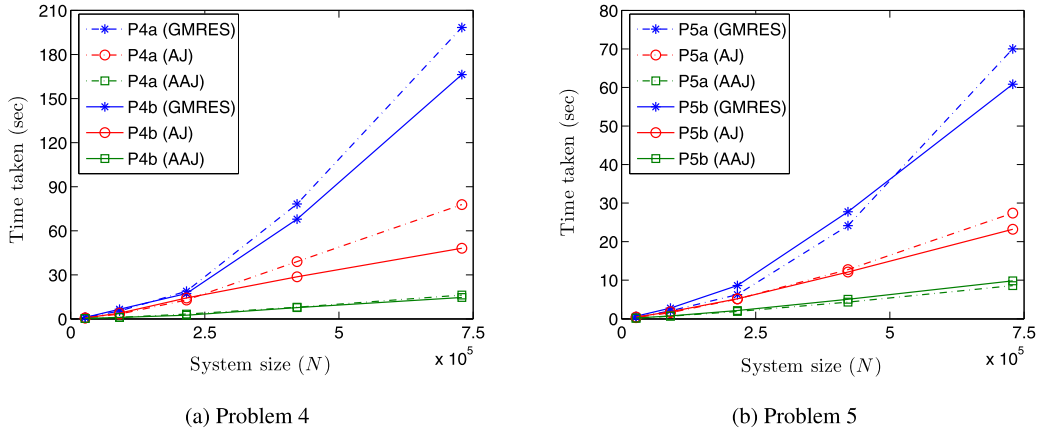 210
180
150
120
90
60
30
0
Time taken (sec)
P4a (GMRES)
P4a (AJ)
P4a (AAJ)
P4b (GMRES)
P4b (AJ)
P4b (AAJ)
0
2.5
5
7.5
x 10^5
System size (N)
(a) Problem 4
80
70
60
50
40
30
20
10
0
Time taken (sec)
P5a (GMRES)
P5a (AJ)
P5a (AAJ)
P5b (GMRES)
P5b (AJ)
P5b (AAJ)
0
2.5
5
7.5
x 10^5
System size (N)
(b) Problem 5